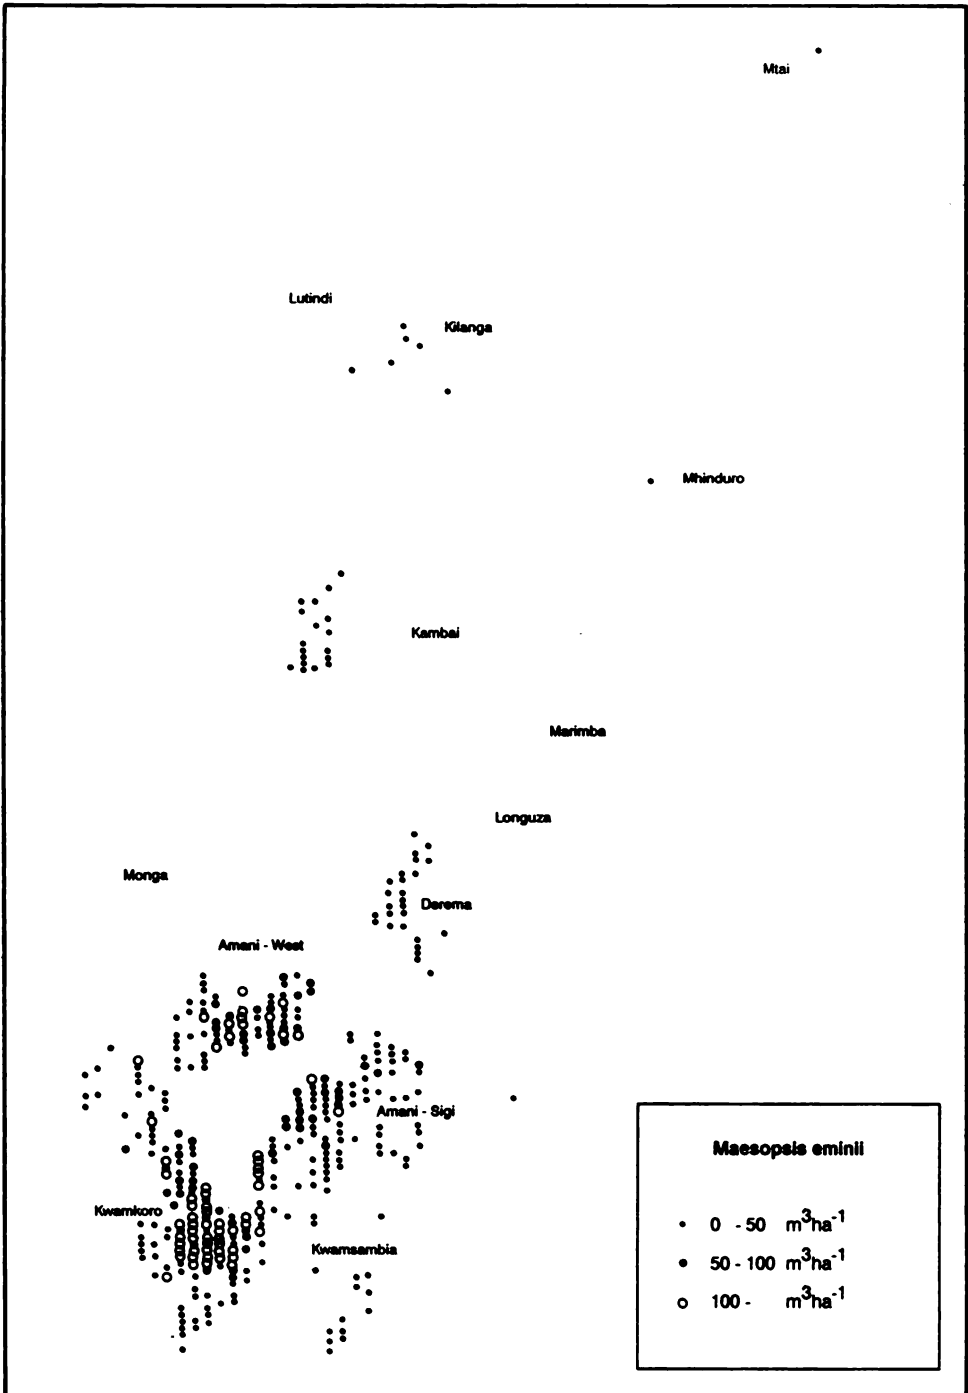 Mtai
Lutindi
Kilanga
Mhinduro
Kambai
Marimba
Longuza
Monga
Derema
Amani - West
Amani - Sigi
Kwamkoro
Kwamsambia
Maesopsis eminii
0 - 50 m³ha⁻¹
50 - 100 m³ha⁻¹
100 - m³ha⁻¹